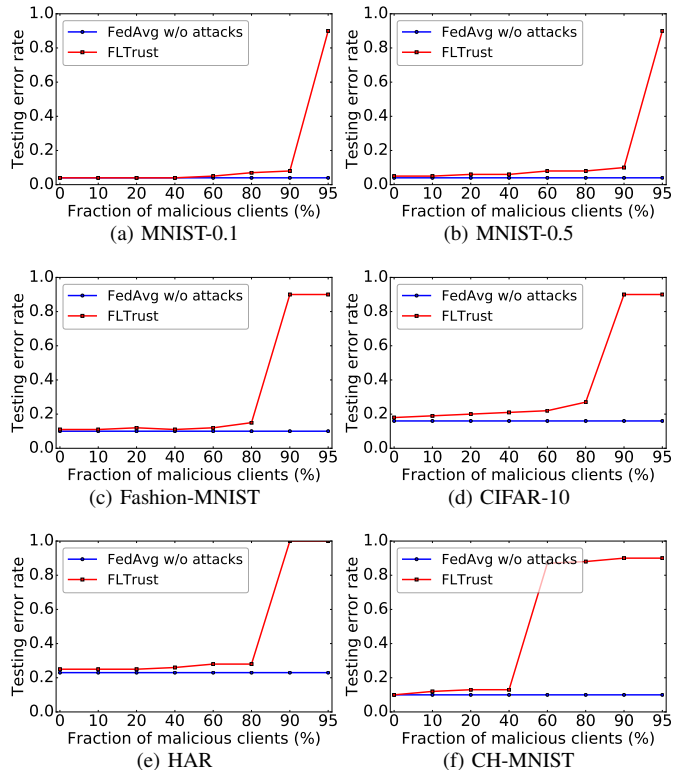 1.0
0.8
0.6
0.4
0.2
0.0
Testing error rate
FedAvg w/o attacks
FLTrust
0 10 20 40 60 80 90 95
Fraction of malicious clients (%)
(a) MNIST-0.1
1.0
0.8
0.6
0.4
0.2
0.0
Testing error rate
FedAvg w/o attacks
FLTrust
0 10 20 40 60 80 90 95
Fraction of malicious clients (%)
(b) MNIST-0.5
1.0
0.8
0.6
0.4
0.2
0.0
Testing error rate
FedAvg w/o attacks
FLTrust
0 10 20 40 60 80 90 95
Fraction of malicious clients (%)
(c) Fashion-MNIST
1.0
0.8
0.6
0.4
0.2
0.0
Testing error rate
FedAvg w/o attacks
FLTrust
0 10 20 40 60 80 90 95
Fraction of malicious clients (%)
(d) CIFAR-10
1.0
0.8
0.6
0.4
0.2
0.0
Testing error rate
FedAvg w/o attacks
FLTrust
0 10 20 40 60 80 90 95
Fraction of malicious clients (%)
(e) HAR
1.0
0.8
0.6
0.4
0.2
0.0
Testing error rate
FedAvg w/o attacks
FLTrust
0 10 20 40 60 80 90 95
Fraction of malicious clients (%)
(f) CH-MNIST